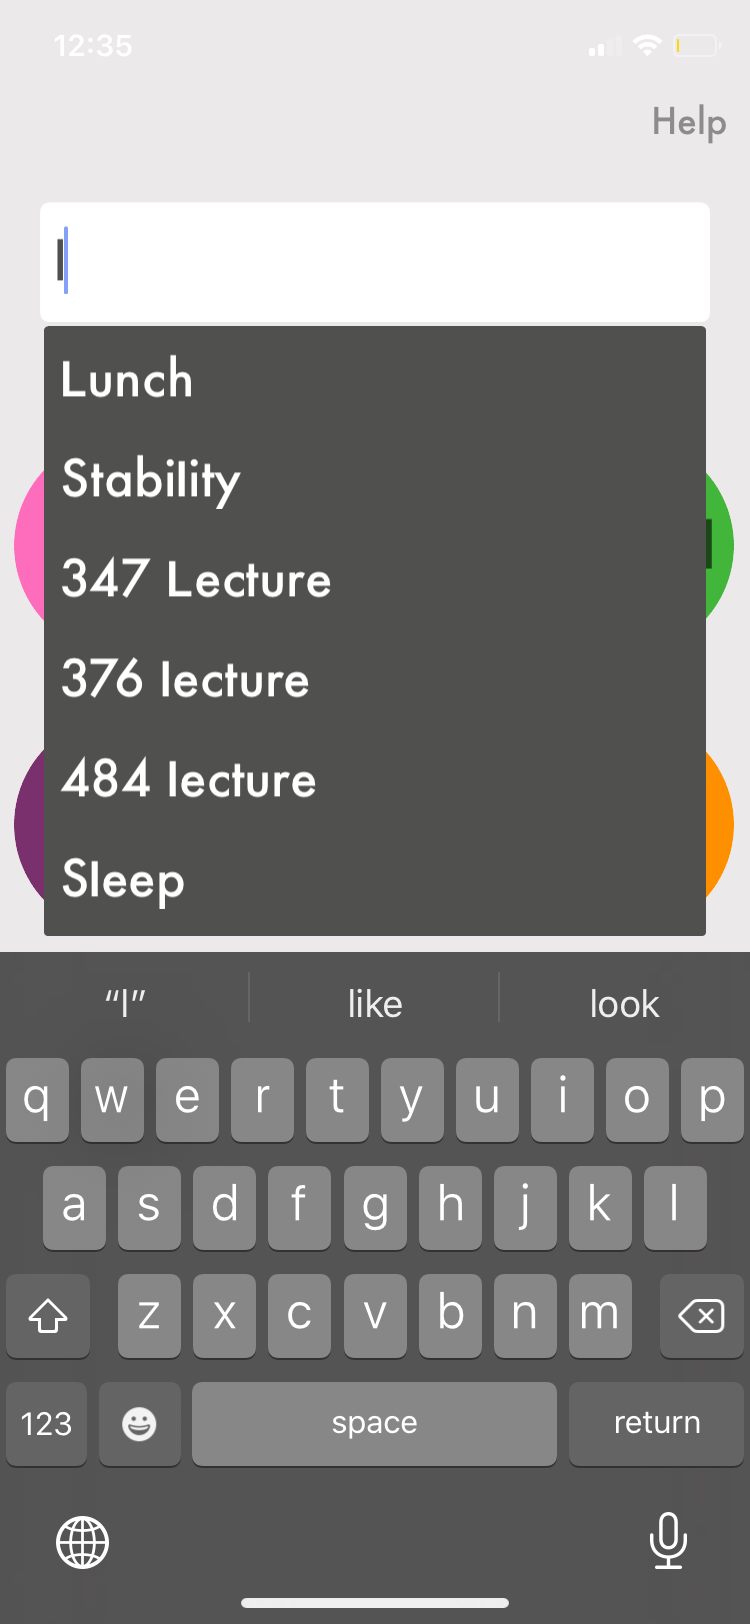 12:35
Help
l
Lunch
Stability
347 Lecture
376 lecture
484 lecture
Sleep
“l” like look
q w e r t y u i o p
a s d f g h j k l
z x c v b n m
123 space return